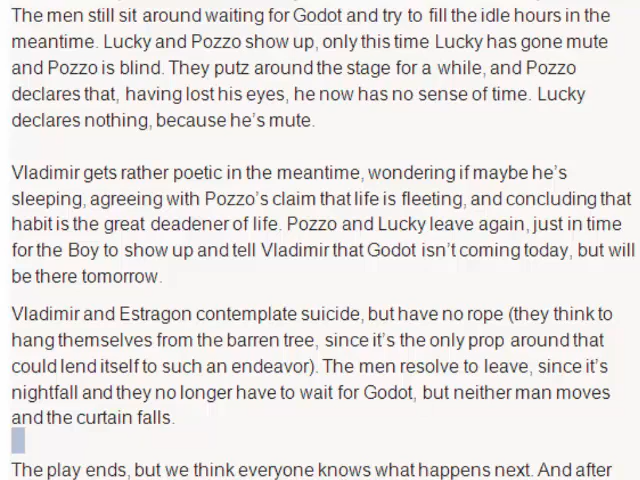 The men still sit around waiting for Godot and try to fill the idle hours in the
meantime. Lucky and Pozzo show up, only this time Lucky has gone mute
and Pozzo is blind. They putz around the stage for a while, and Pozzo
declares that, having lost his eyes, he now has no sense of time. Lucky
declares nothing, because he's mute.
Vladimir gets rather poetic in the meantime, wondering if maybe he's
sleeping, agreeing with Pozzo's claim that life is fleeting, and concluding that
habit is the great deadener of life. Pozzo and Lucky leave again, just in time
for the Boy to show up and tell Vladimir that Godot isn't coming today, but will
be there tomorrow.
Vladimir and Estragon contemplate suicide, but have no rope (they think to
hang themselves from the barren tree, since it's the only prop around that
could lend itself to such an endeavor). The men resolve to leave, since it's
nightfall and they no longer have to wait for Godot, but neither man moves
and the curtain falls.
The play ends, but we think everyone knows what happens next. And after